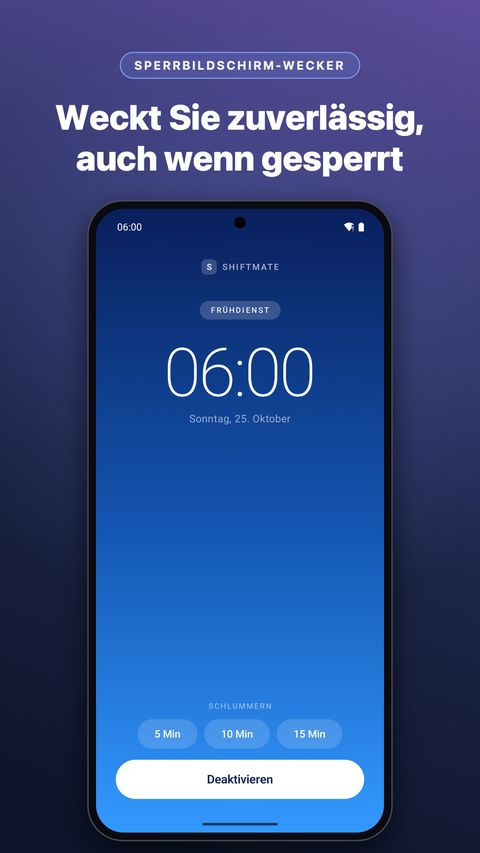 SPERRBILDSCHIRM-WECKER
Weckt Sie zuverlässig,
auch wenn gesperrt
06:00
S SHIFTMATE
FRÜHDIENST
06:00
Sonntag, 25. Oktober
SCHLUMMERN
5 Min 10 Min 15 Min
Deaktivieren